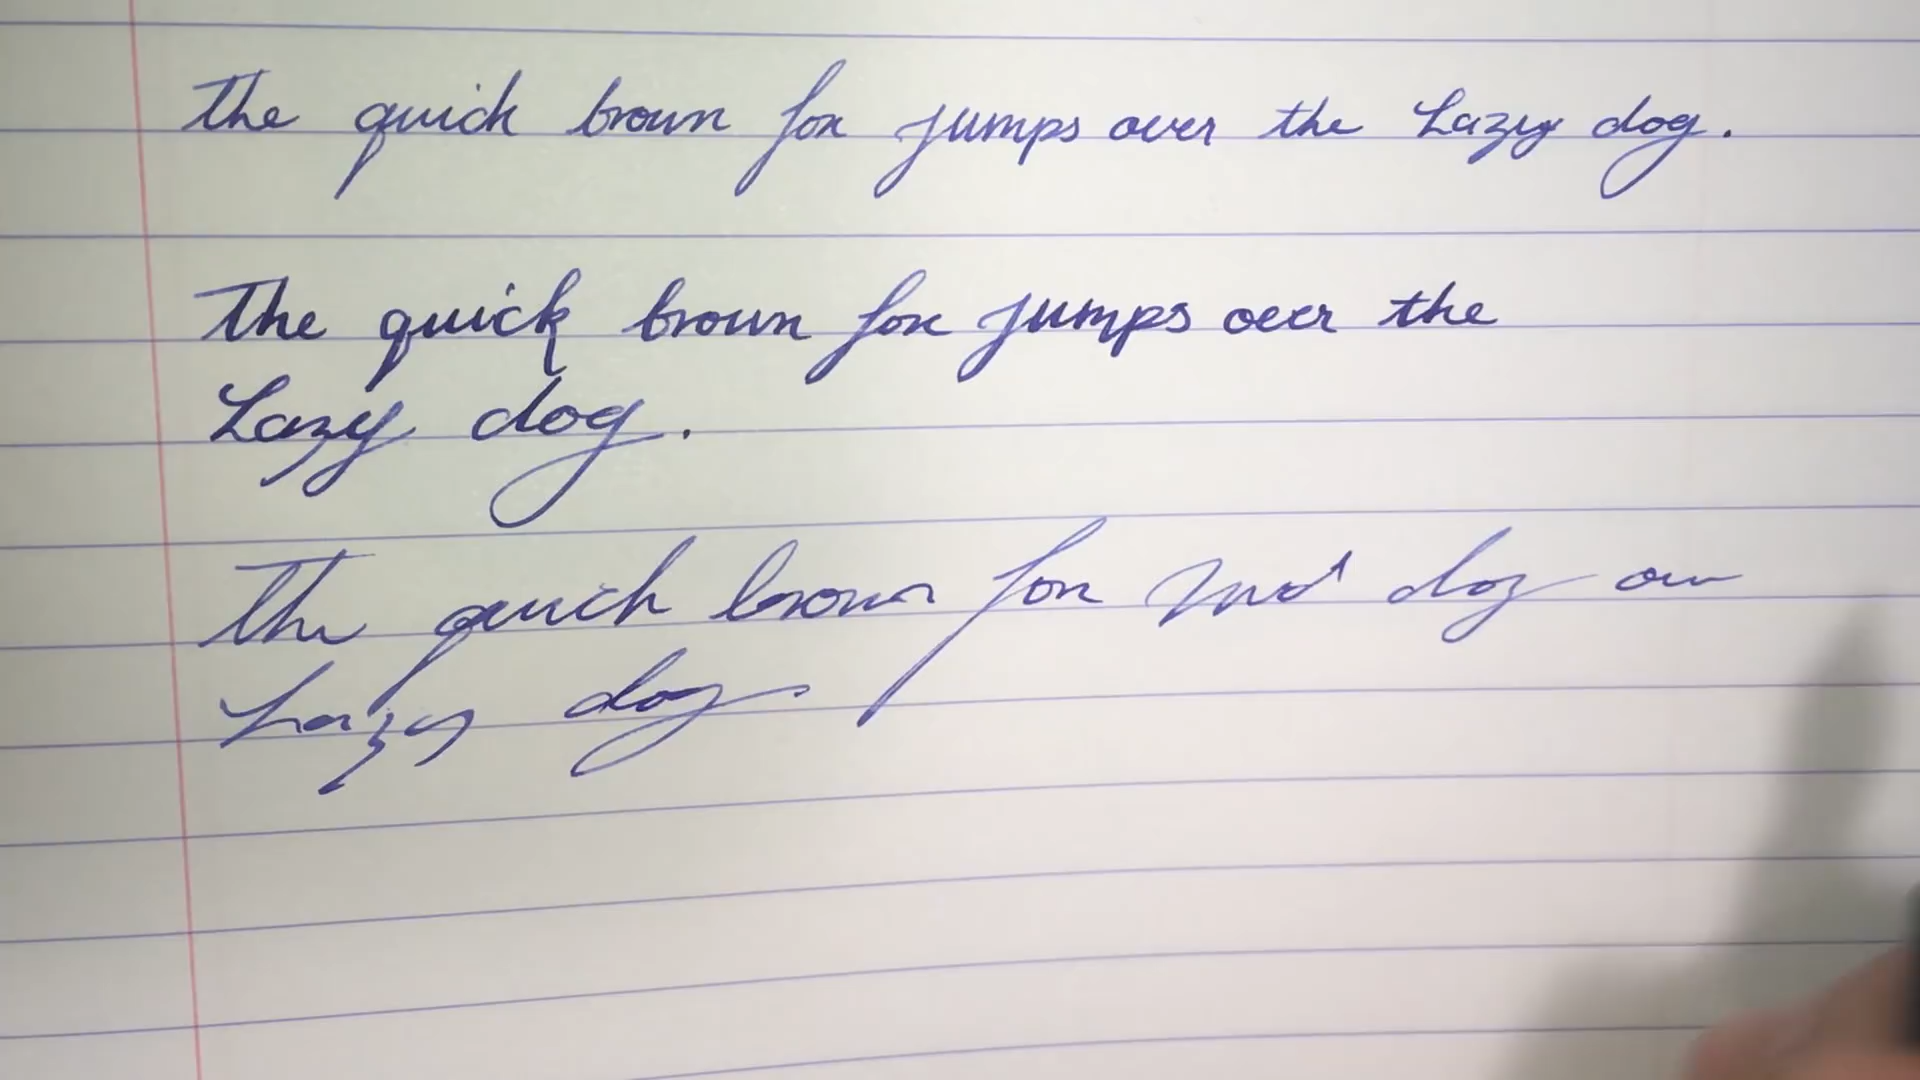 The quick brown fox jumps over the Lazy dog.
The quick brown fox jumps over the
Lazy dog.
The quick brown fox dog
Lazy dog.